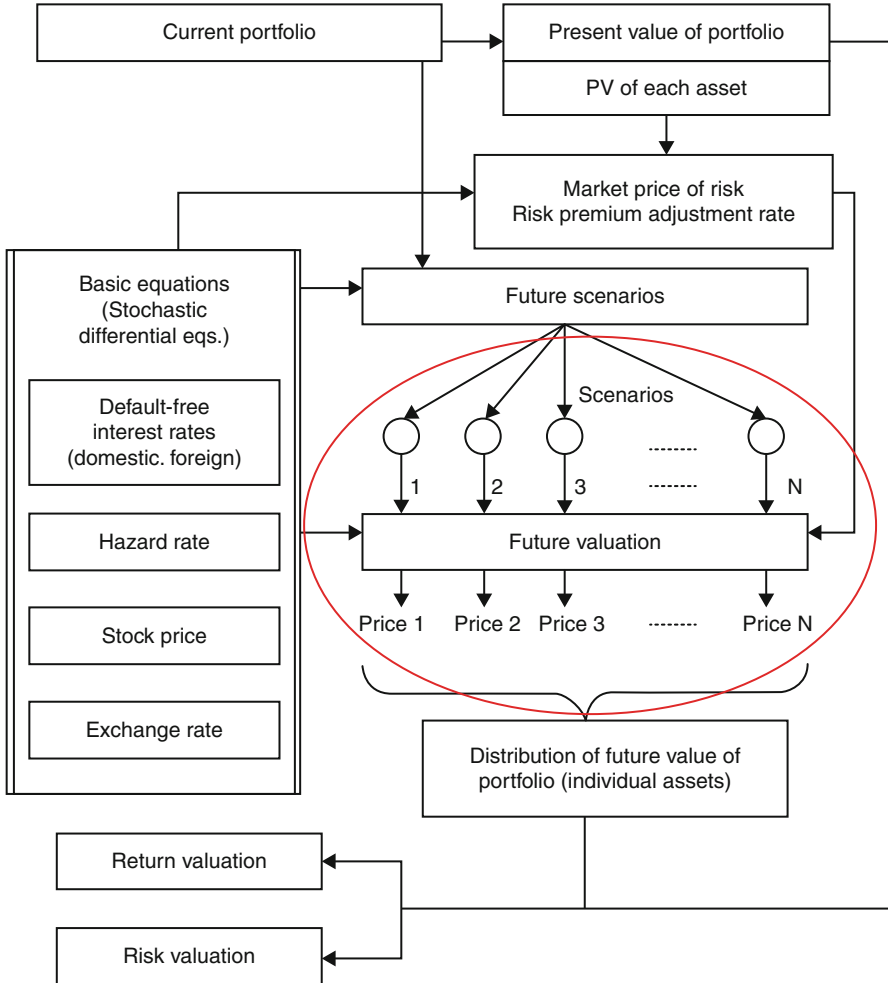 Current portfolio
Present value of portfolio
PV of each asset
Market price of risk
Risk premium adjustment rate
Basic equations
(Stochastic
differential eqs.)
Future scenarios
Default-free
interest rates
(domestic. foreign)
Scenarios
1 2 3 N
Hazard rate
Future valuation
Stock price
Price 1 Price 2 Price 3 Price N
Exchange rate
Distribution of future value of
portfolio (individual assets)
Return valuation
Risk valuation